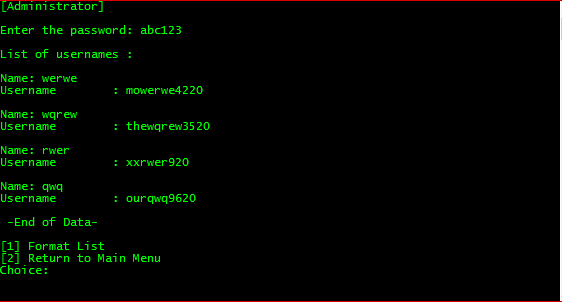 [Administrator]
Enter the password: abc123
List of usernames :
Name: werwe
Username : mowerwe4220
Name: wqrew
Username : thewqrew3520
Name: rwer
Username : xxrwer920
Name: qwq
Username : ourqwq9620
-End of Data-
[1] Format List
[2] Return to Main Menu
Choice: